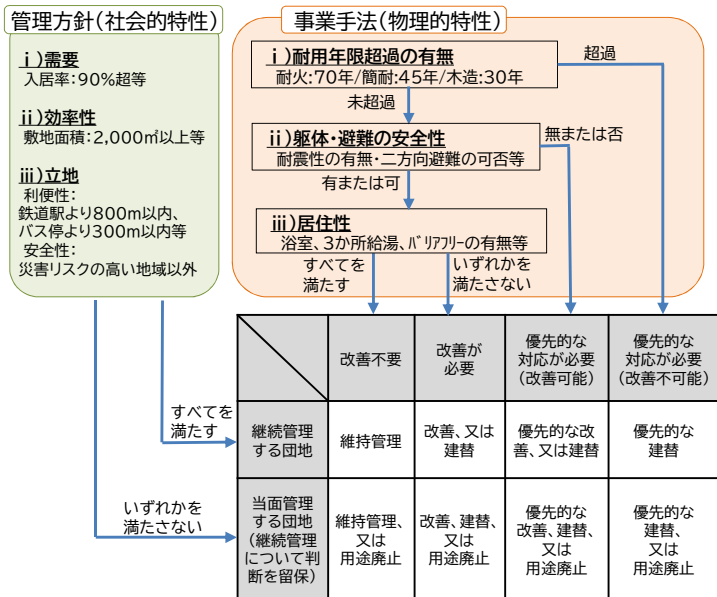 管理方針(社会的特性)
ⅰ)需要
入居率:90%超等
ⅱ)効率性
敷地面積:2,000㎡以上等
ⅲ)立地
利便性:
鉄道駅より800m以内、
バス停より300m以内等
安全性:
災害リスクの高い地域以外
事業手法(物理的特性)
ⅰ)耐用年限超過の有無
耐火:70年/簡耐:45年/木造:30年
超過
未超過
ⅱ)躯体・避難の安全性
耐震性の有無・二方向避難の可否等
無または否
有または可
ⅲ)居住性
浴室、3か所給湯、バリアフリーの有無等
すべてを
満たす
いずれかを
満たさない
改善不要
改善が
必要
優先的な
対応が必要
(改善可能)
優先的な
対応が必要
(改善不可能)
すべてを
満たす
継続管理
する団地
維持管理
改善、又は
建替
優先的な改
善、又は建替
優先的な
建替
いずれかを
満たさない
当面管理
する団地
(継続管理
について判
断を留保)
維持管理、
又は
用途廃止
改善、建替、
又は
用途廃止
優先的な
改善、建替、
又は
用途廃止
優先的な
建替、
又は
用途廃止